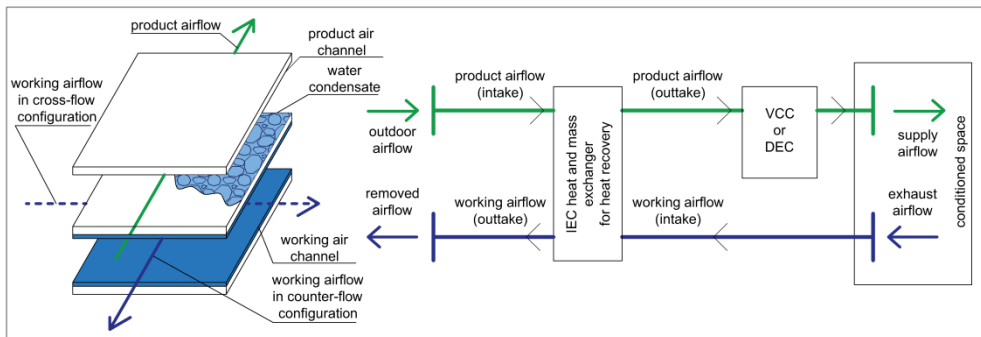 product airflow
product air
channel
water
condensate
working airflow
in cross-flow
configuration
working air
channel
working airflow
in counter-flow
configuration
product airflow
(intake)
product airflow
(outtake)
outdoor
airflow
removed
airflow
working airflow
(outtake)
working airflow
(intake)
IEC heat and mass
exchanger
for heat recovery
VCC
or
DEC
supply
airflow
exhaust
airflow
conditioned space